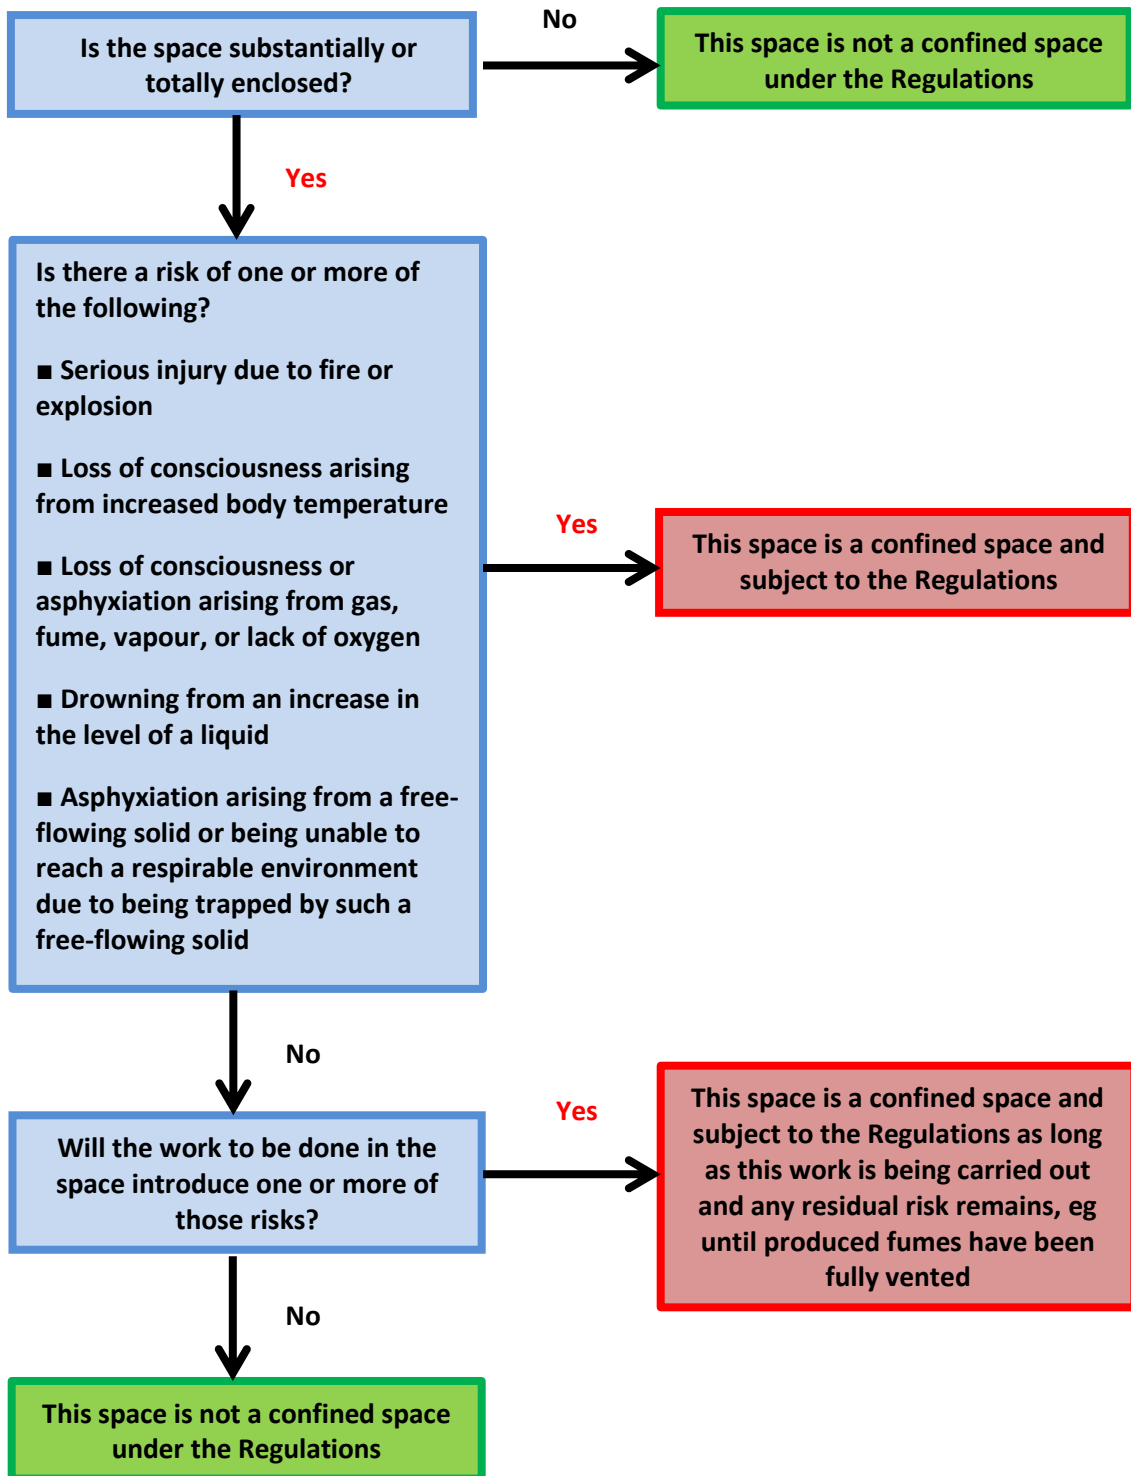 Is the space substantially or
totally enclosed?
No
This space is not a confined space
under the Regulations
Yes
Is there a risk of one or more of
the following?
■ Serious injury due to fire or
explosion
■ Loss of consciousness arising
from increased body temperature
■ Loss of consciousness or
asphyxiation arising from gas,
fume, vapour, or lack of oxygen
■ Drowning from an increase in
the level of a liquid
■ Asphyxiation arising from a free-
flowing solid or being unable to
reach a respirable environment
due to being trapped by such a
free-flowing solid
Yes
This space is a confined space and
subject to the Regulations
No
Will the work to be done in the
space introduce one or more of
those risks?
Yes
This space is a confined space and
subject to the Regulations as long
as this work is being carried out
and any residual risk remains, eg
until produced fumes have been
fully vented
No
This space is not a confined space
under the Regulations